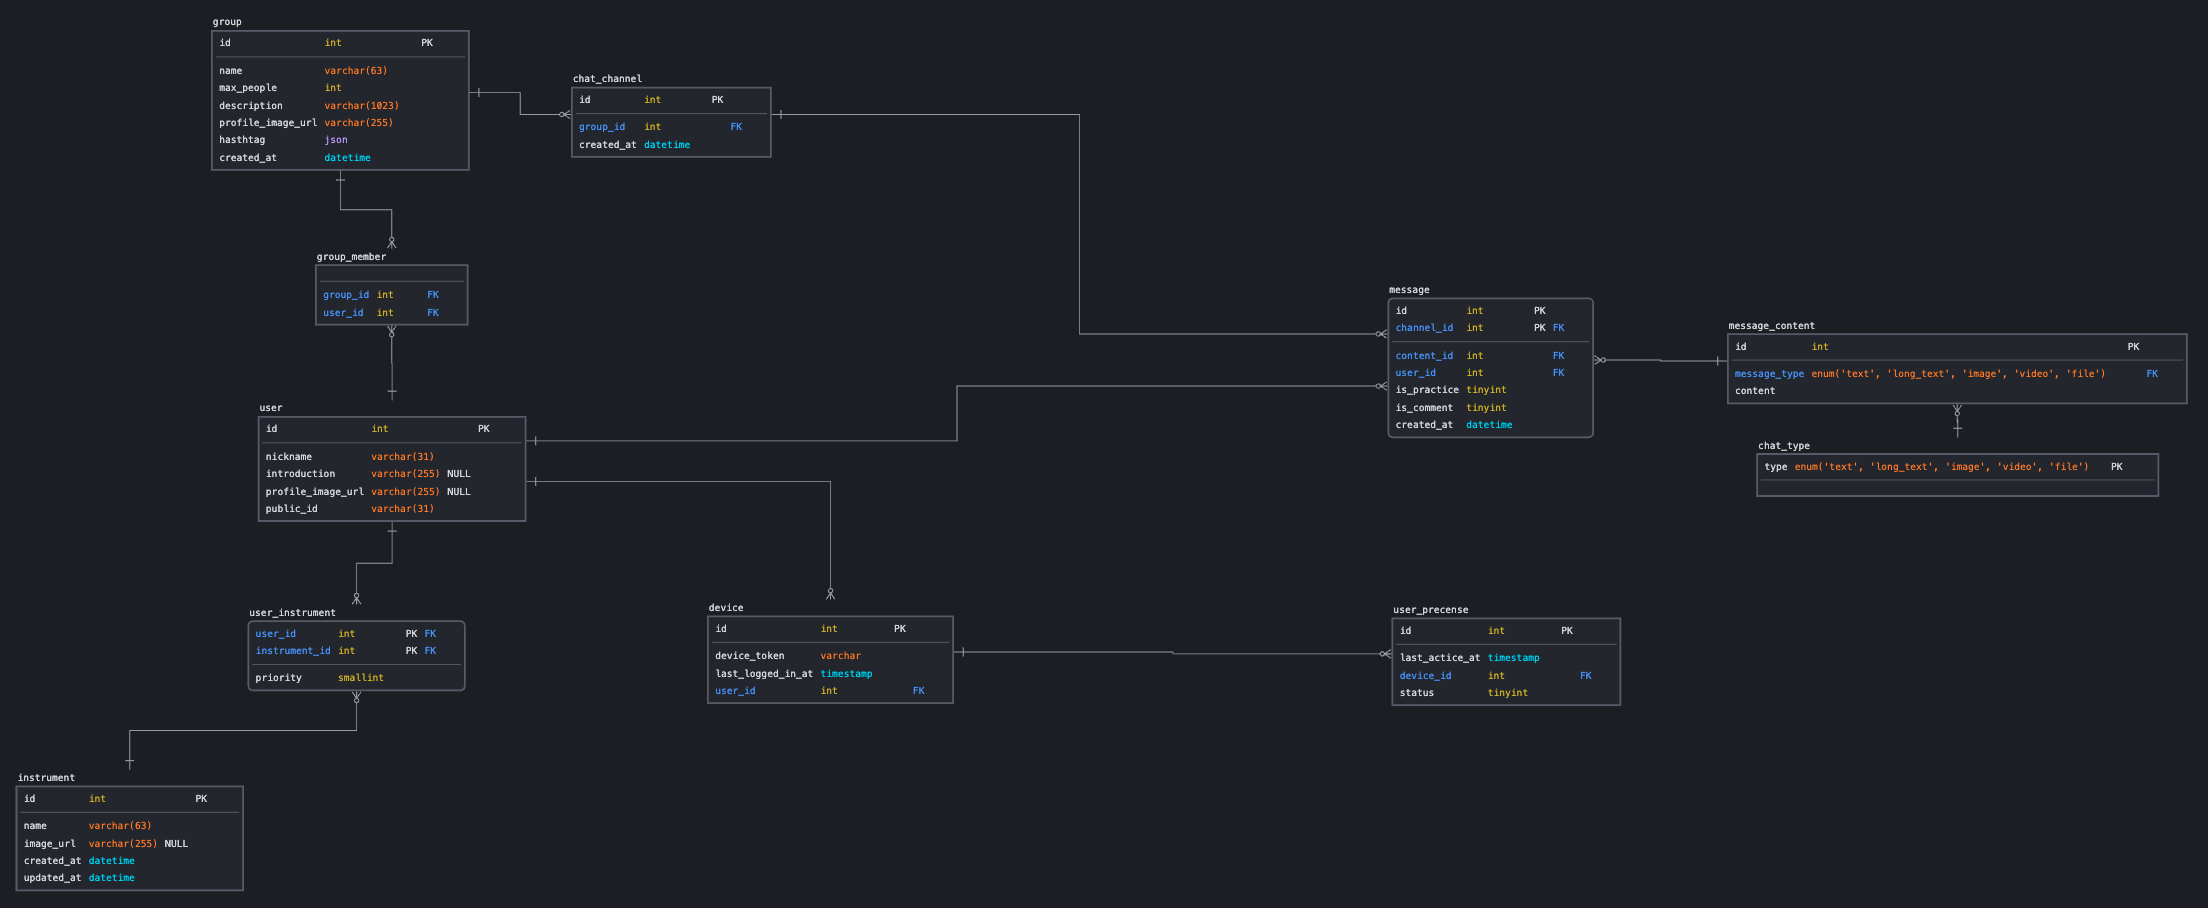 group
id int PK
name varchar(63)
max_people int
description varchar(1023)
profile_image_url varchar(255)
hasthtag json
created_at datetime
chat_channel
id int PK
group_id int FK
created_at datetime
group_member
group_id int FK
user_id int FK
message
id int PK
channel_id int PK FK
content_id int FK
user_id int FK
is_practice tinyint
is_comment tinyint
created_at datetime
message_content
id int PK
message_type enum('text', 'long_text', 'image', 'video', 'file') FK
content
chat_type
type enum('text', 'long_text', 'image', 'video', 'file') PK
user
id int PK
nickname varchar(31)
introduction varchar(255) NULL
profile_image_url varchar(255) NULL
public_id varchar(31)
user_instrument
user_id int PK FK
instrument_id int PK FK
priority smallint
device
id int PK
device_token varchar
last_logged_in_at timestamp
user_id int FK
user_precense
id int PK
last_actice_at timestamp
device_id int FK
status tinyint
instrument
id int PK
name varchar(63)
image_url varchar(255) NULL
created_at datetime
updated_at datetime